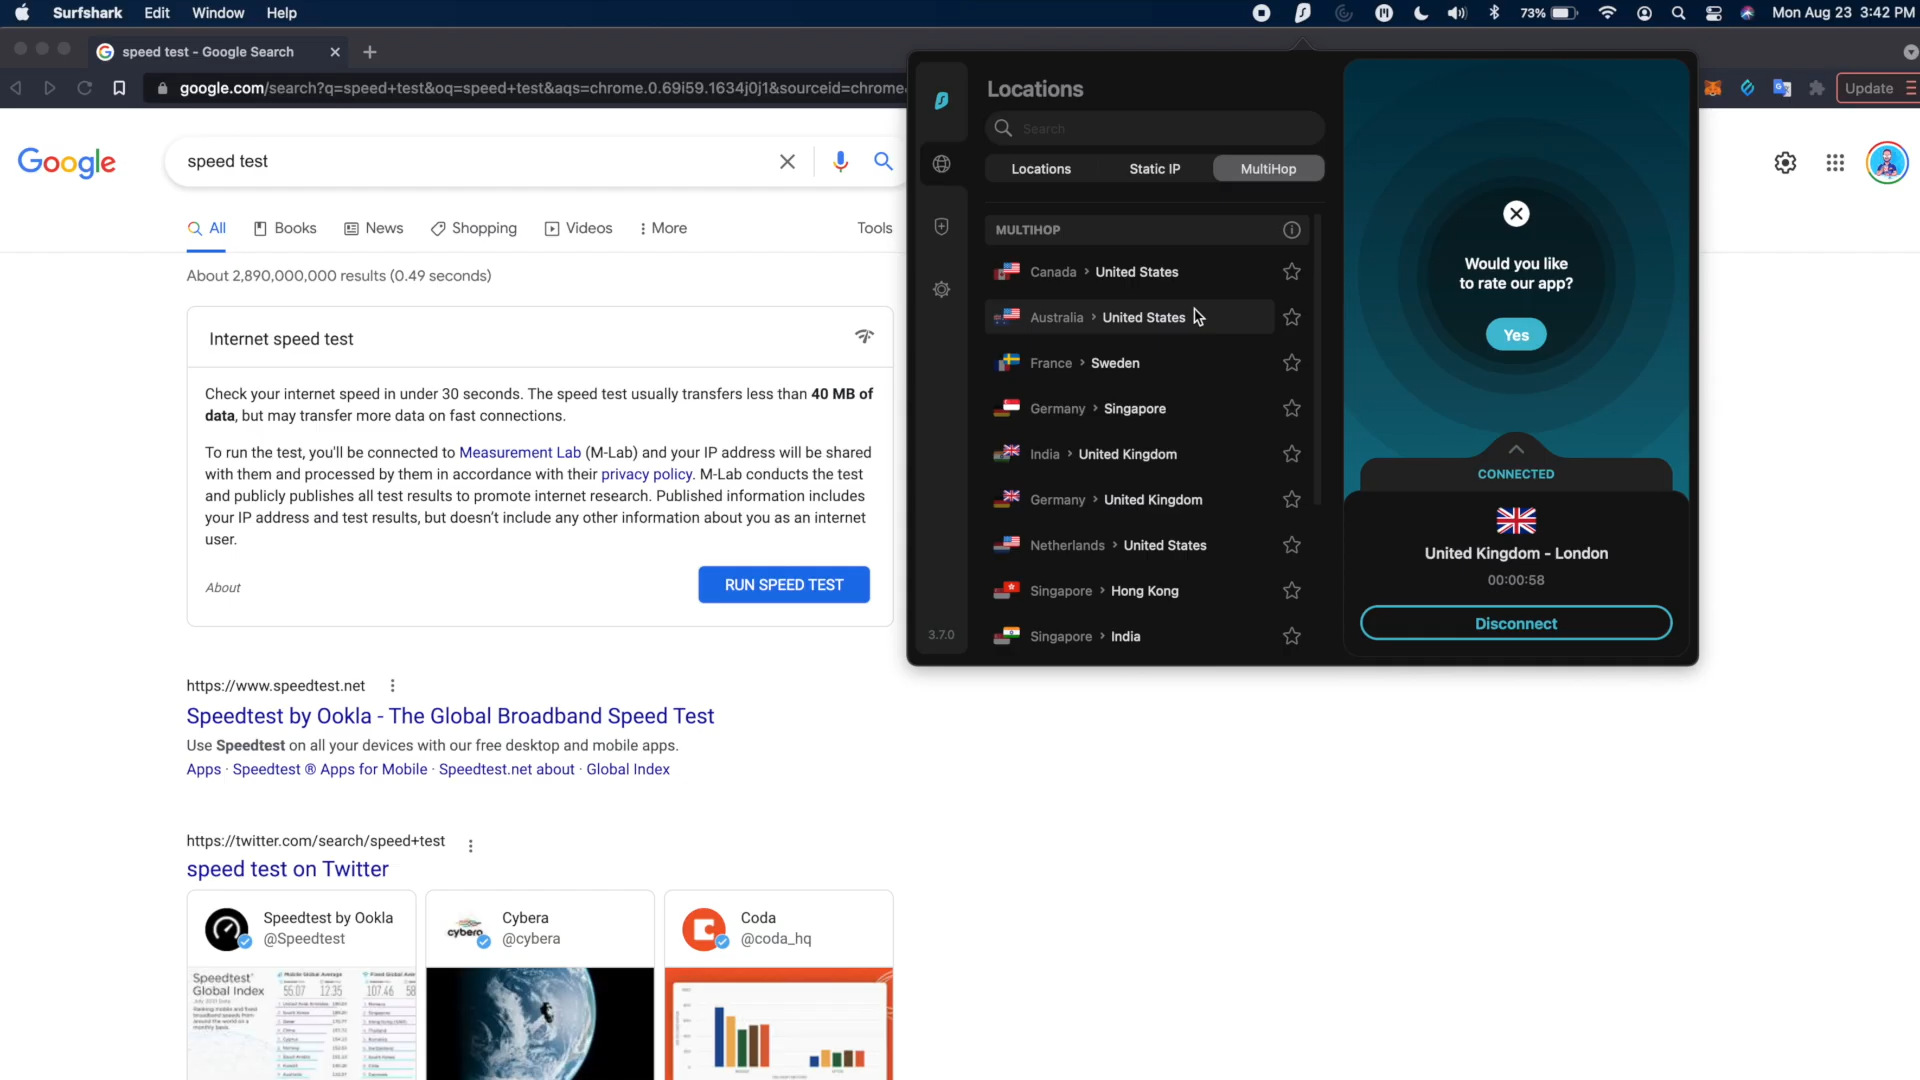 Surfshark Edit Window Help
73% Mon Aug 23 3:42 PM
speed test - Google Search
google.com/search?q=speed+test&oq=speed+test&aqs=chrome.0.69i59.1634j0j1&sourceid=chrome
Update
Google
speed test
All Books News Shopping Videos More Tools
About 2,890,000,000 results (0.49 seconds)
Internet speed test
Check your internet speed in under 30 seconds. The speed test usually transfers less than 40 MB of
data, but may transfer more data on fast connections.
To run the test, you'll be connected to Measurement Lab (M-Lab) and your IP address will be shared
with them and processed by them in accordance with their privacy policy. M-Lab conducts the test
and publicly publishes all test results to promote internet research. Published information includes
your IP address and test results, but doesn't include any other information about you as an internet
user.
About
RUN SPEED TEST
https://www.speedtest.net
Speedtest by Ookla - The Global Broadband Speed Test
Use Speedtest on all your devices with our free desktop and mobile apps.
Apps · Speedtest ® Apps for Mobile · Speedtest.net about · Global Index
https://twitter.com/search/speed+test
speed test on Twitter
Speedtest by Ookla
@Speedtest
Cybera
@cybera
cybera
Coda
@coda_hq
Speedtest
Global Index
Mobile Global Average
55.07 12.35
107.46 58
Locations
Search
Locations Static IP MultiHop
MULTIHOP
Canada > United States
Australia > United States
France > Sweden
Germany > Singapore
India > United Kingdom
Germany > United Kingdom
Netherlands > United States
Singapore > Hong Kong
Singapore > India
3.7.0
Would you like
to rate our app?
Yes
CONNECTED
United Kingdom - London
00:00:58
Disconnect